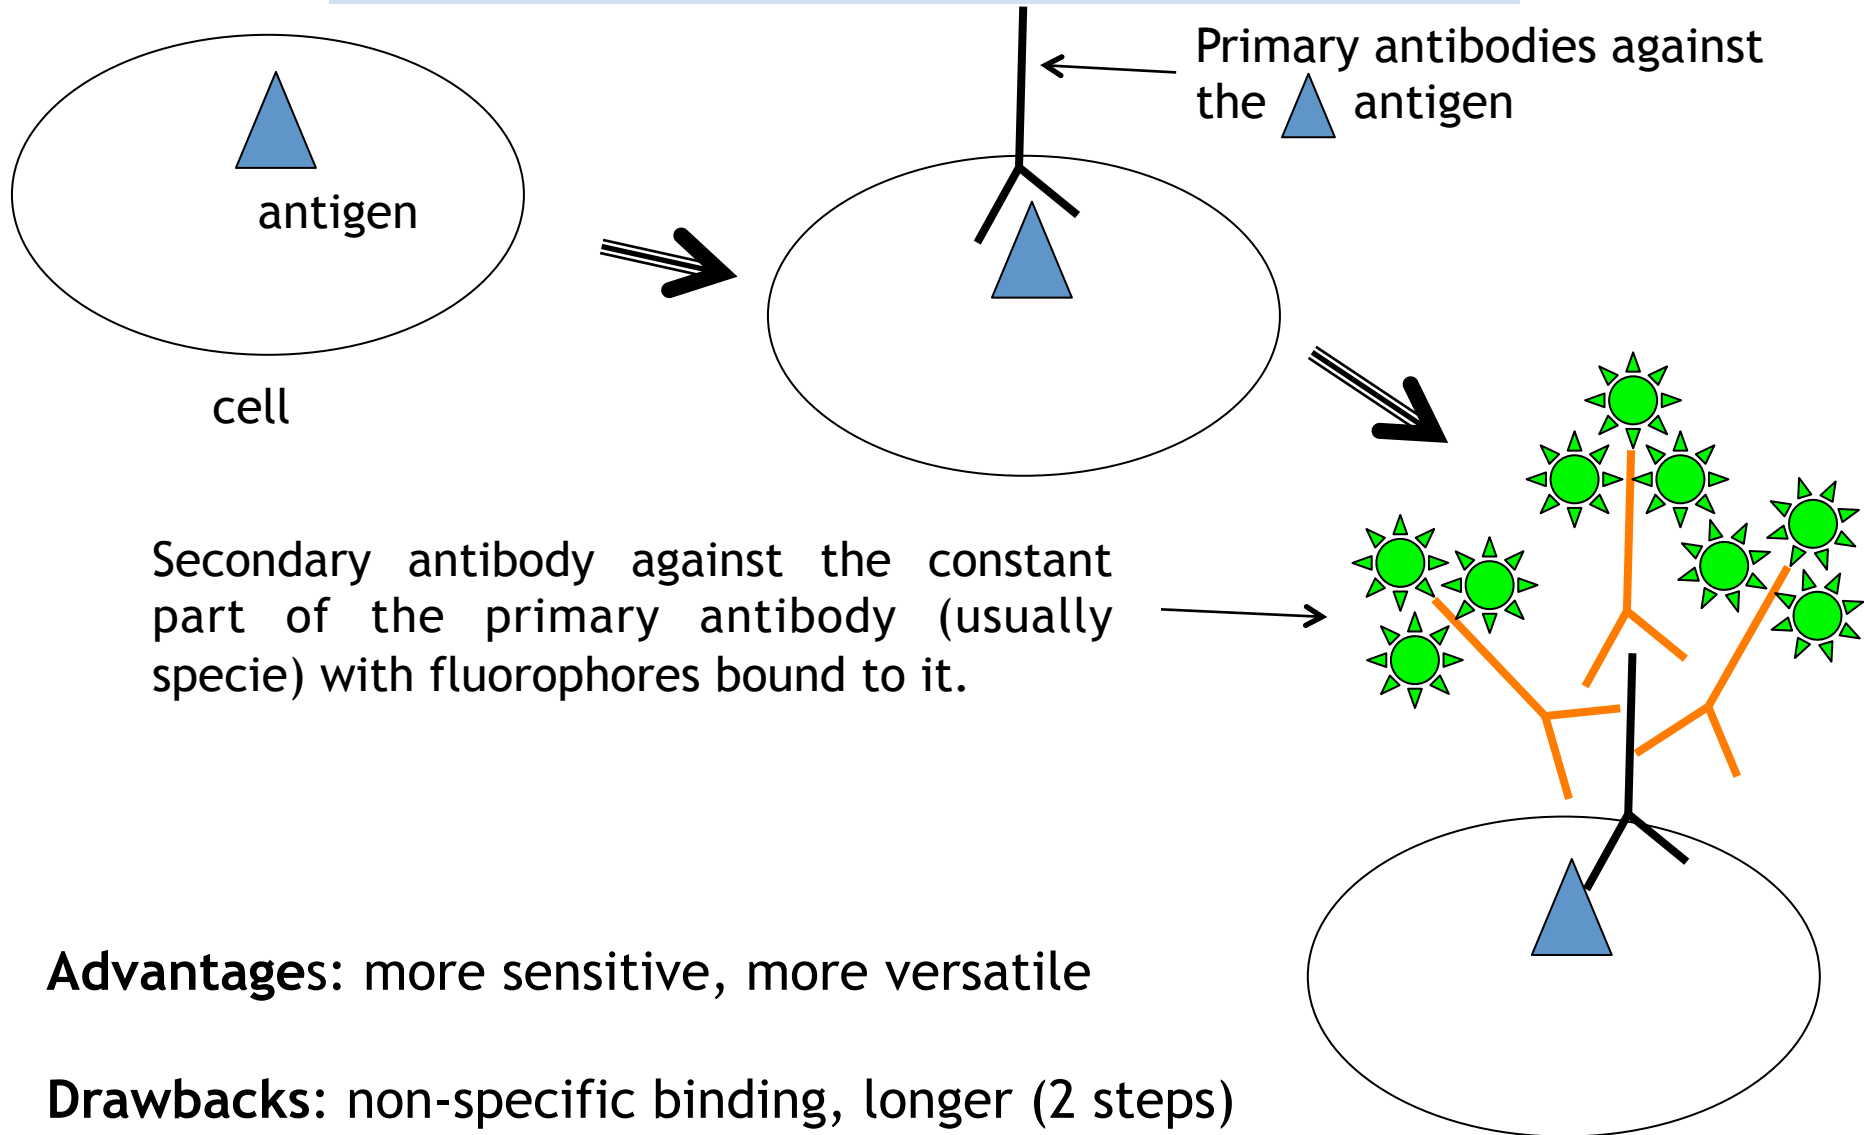 Primary antibodies against
the antigen
antigen
cell
Secondary antibody against the constant
part of the primary antibody (usually
specie) with fluorophores bound to it.
Advantages: more sensitive, more versatile
Drawbacks: non-specific binding, longer (2 steps)